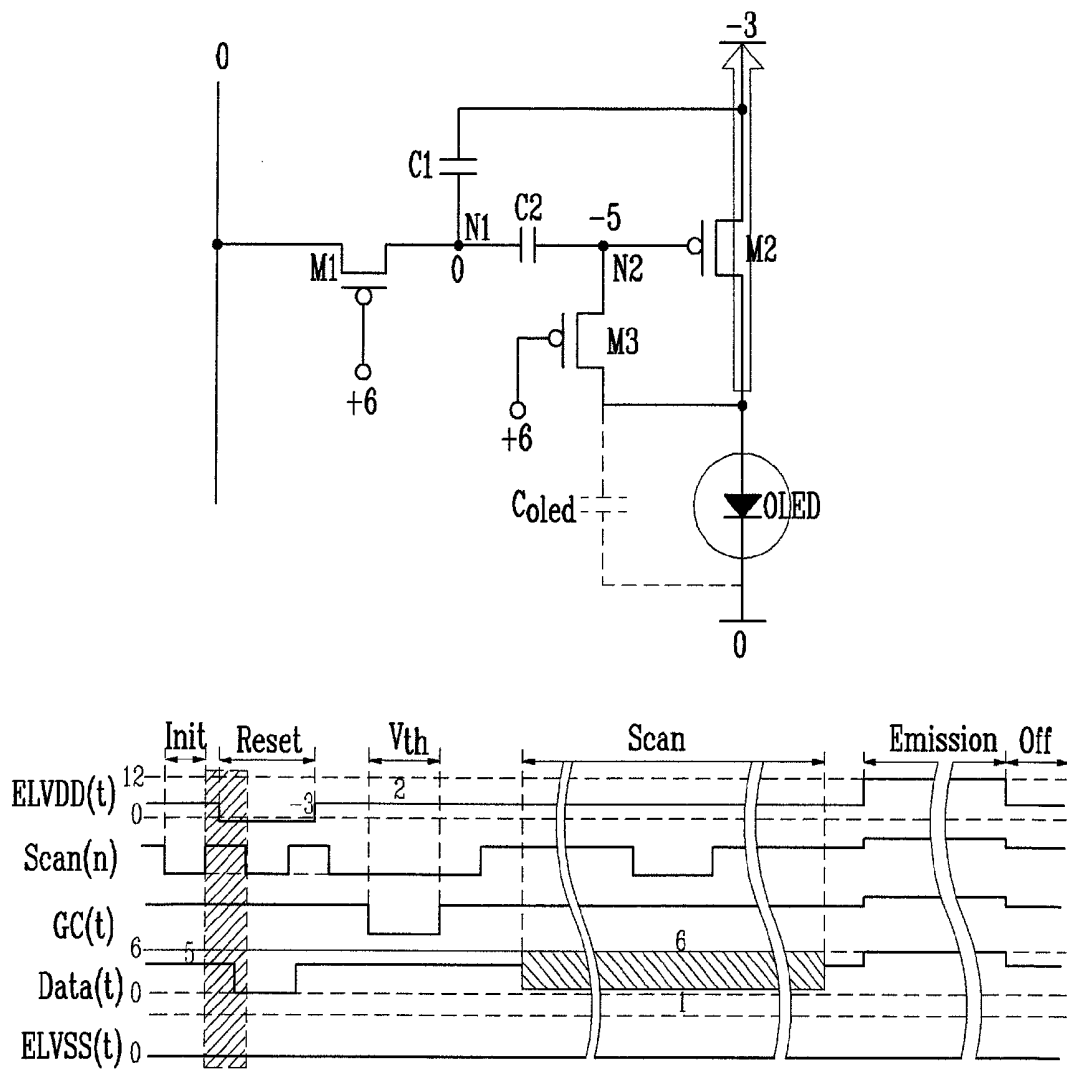 0
-3
C1
C2
-5
N1
M1
0
N2
M2
M3
+6
+6
Coled
OLED
0
Init
Reset
Vth
Scan
Emission
Off
ELVDD(t)
12
0
-3
2
Scan(n)
GC(t)
6
5
6
Data(t)
0
1
ELVSS(t)
0